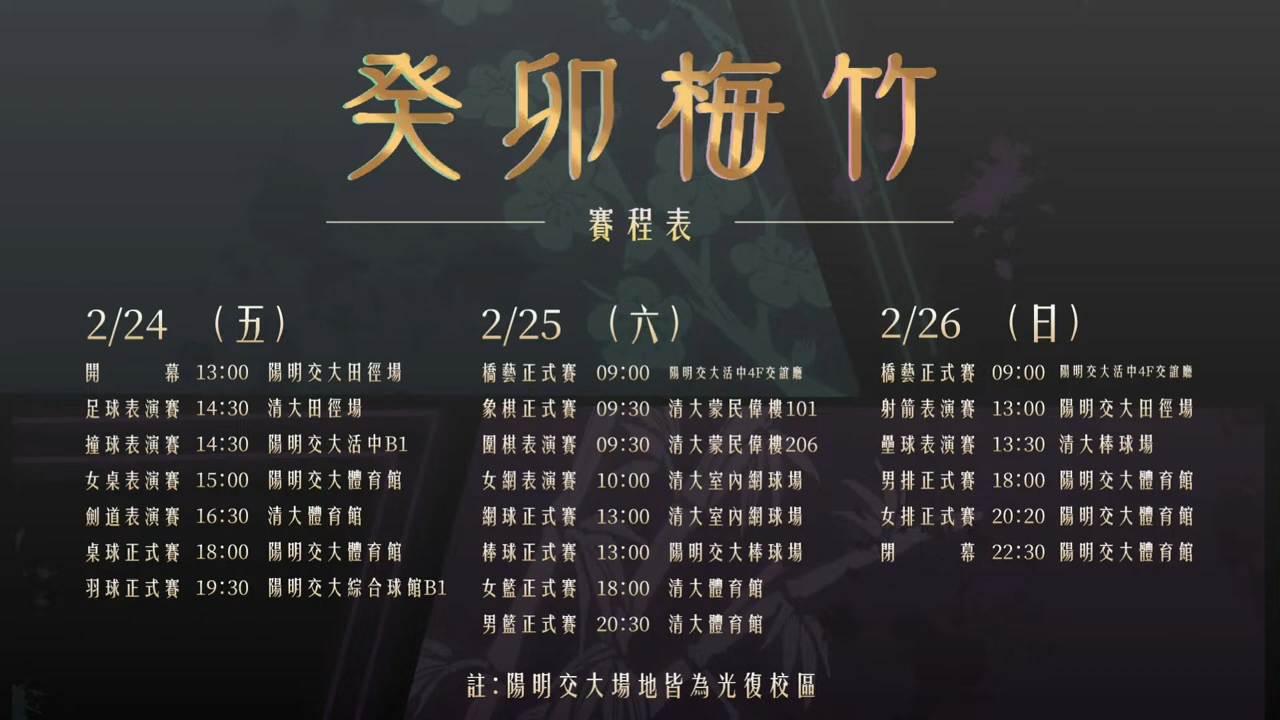 癸卯梅竹
賽程表
2/24 （五）
開幕 13:00 陽明交大田徑場
足球表演賽 14:30 清大田徑場
撞球表演賽 14:30 陽明交大活中B1
女桌表演賽 15:00 陽明交大體育館
劍道表演賽 16:30 清大體育館
桌球正式賽 18:00 陽明交大體育館
羽球正式賽 19:30 陽明交大綜合球館B1
2/25 （六）
橋藝正式賽 09:00 陽明交大活中4F交誼廳
象棋正式賽 09:30 清大蒙民偉樓101
圍棋表演賽 09:30 清大蒙民偉樓206
女網表演賽 10:00 清大室內網球場
網球正式賽 13:00 清大室內網球場
棒球正式賽 13:00 陽明交大棒球場
女籃正式賽 18:00 清大體育館
男籃正式賽 20:30 清大體育館
2/26 （日）
橋藝正式賽 09:00 陽明交大活中4F交誼廳
射箭表演賽 13:00 陽明交大田徑場
壘球表演賽 13:30 清大棒球場
男排正式賽 18:00 陽明交大體育館
女排正式賽 20:20 陽明交大體育館
閉幕 22:30 陽明交大體育館
註:陽明交大場地皆為光復校區